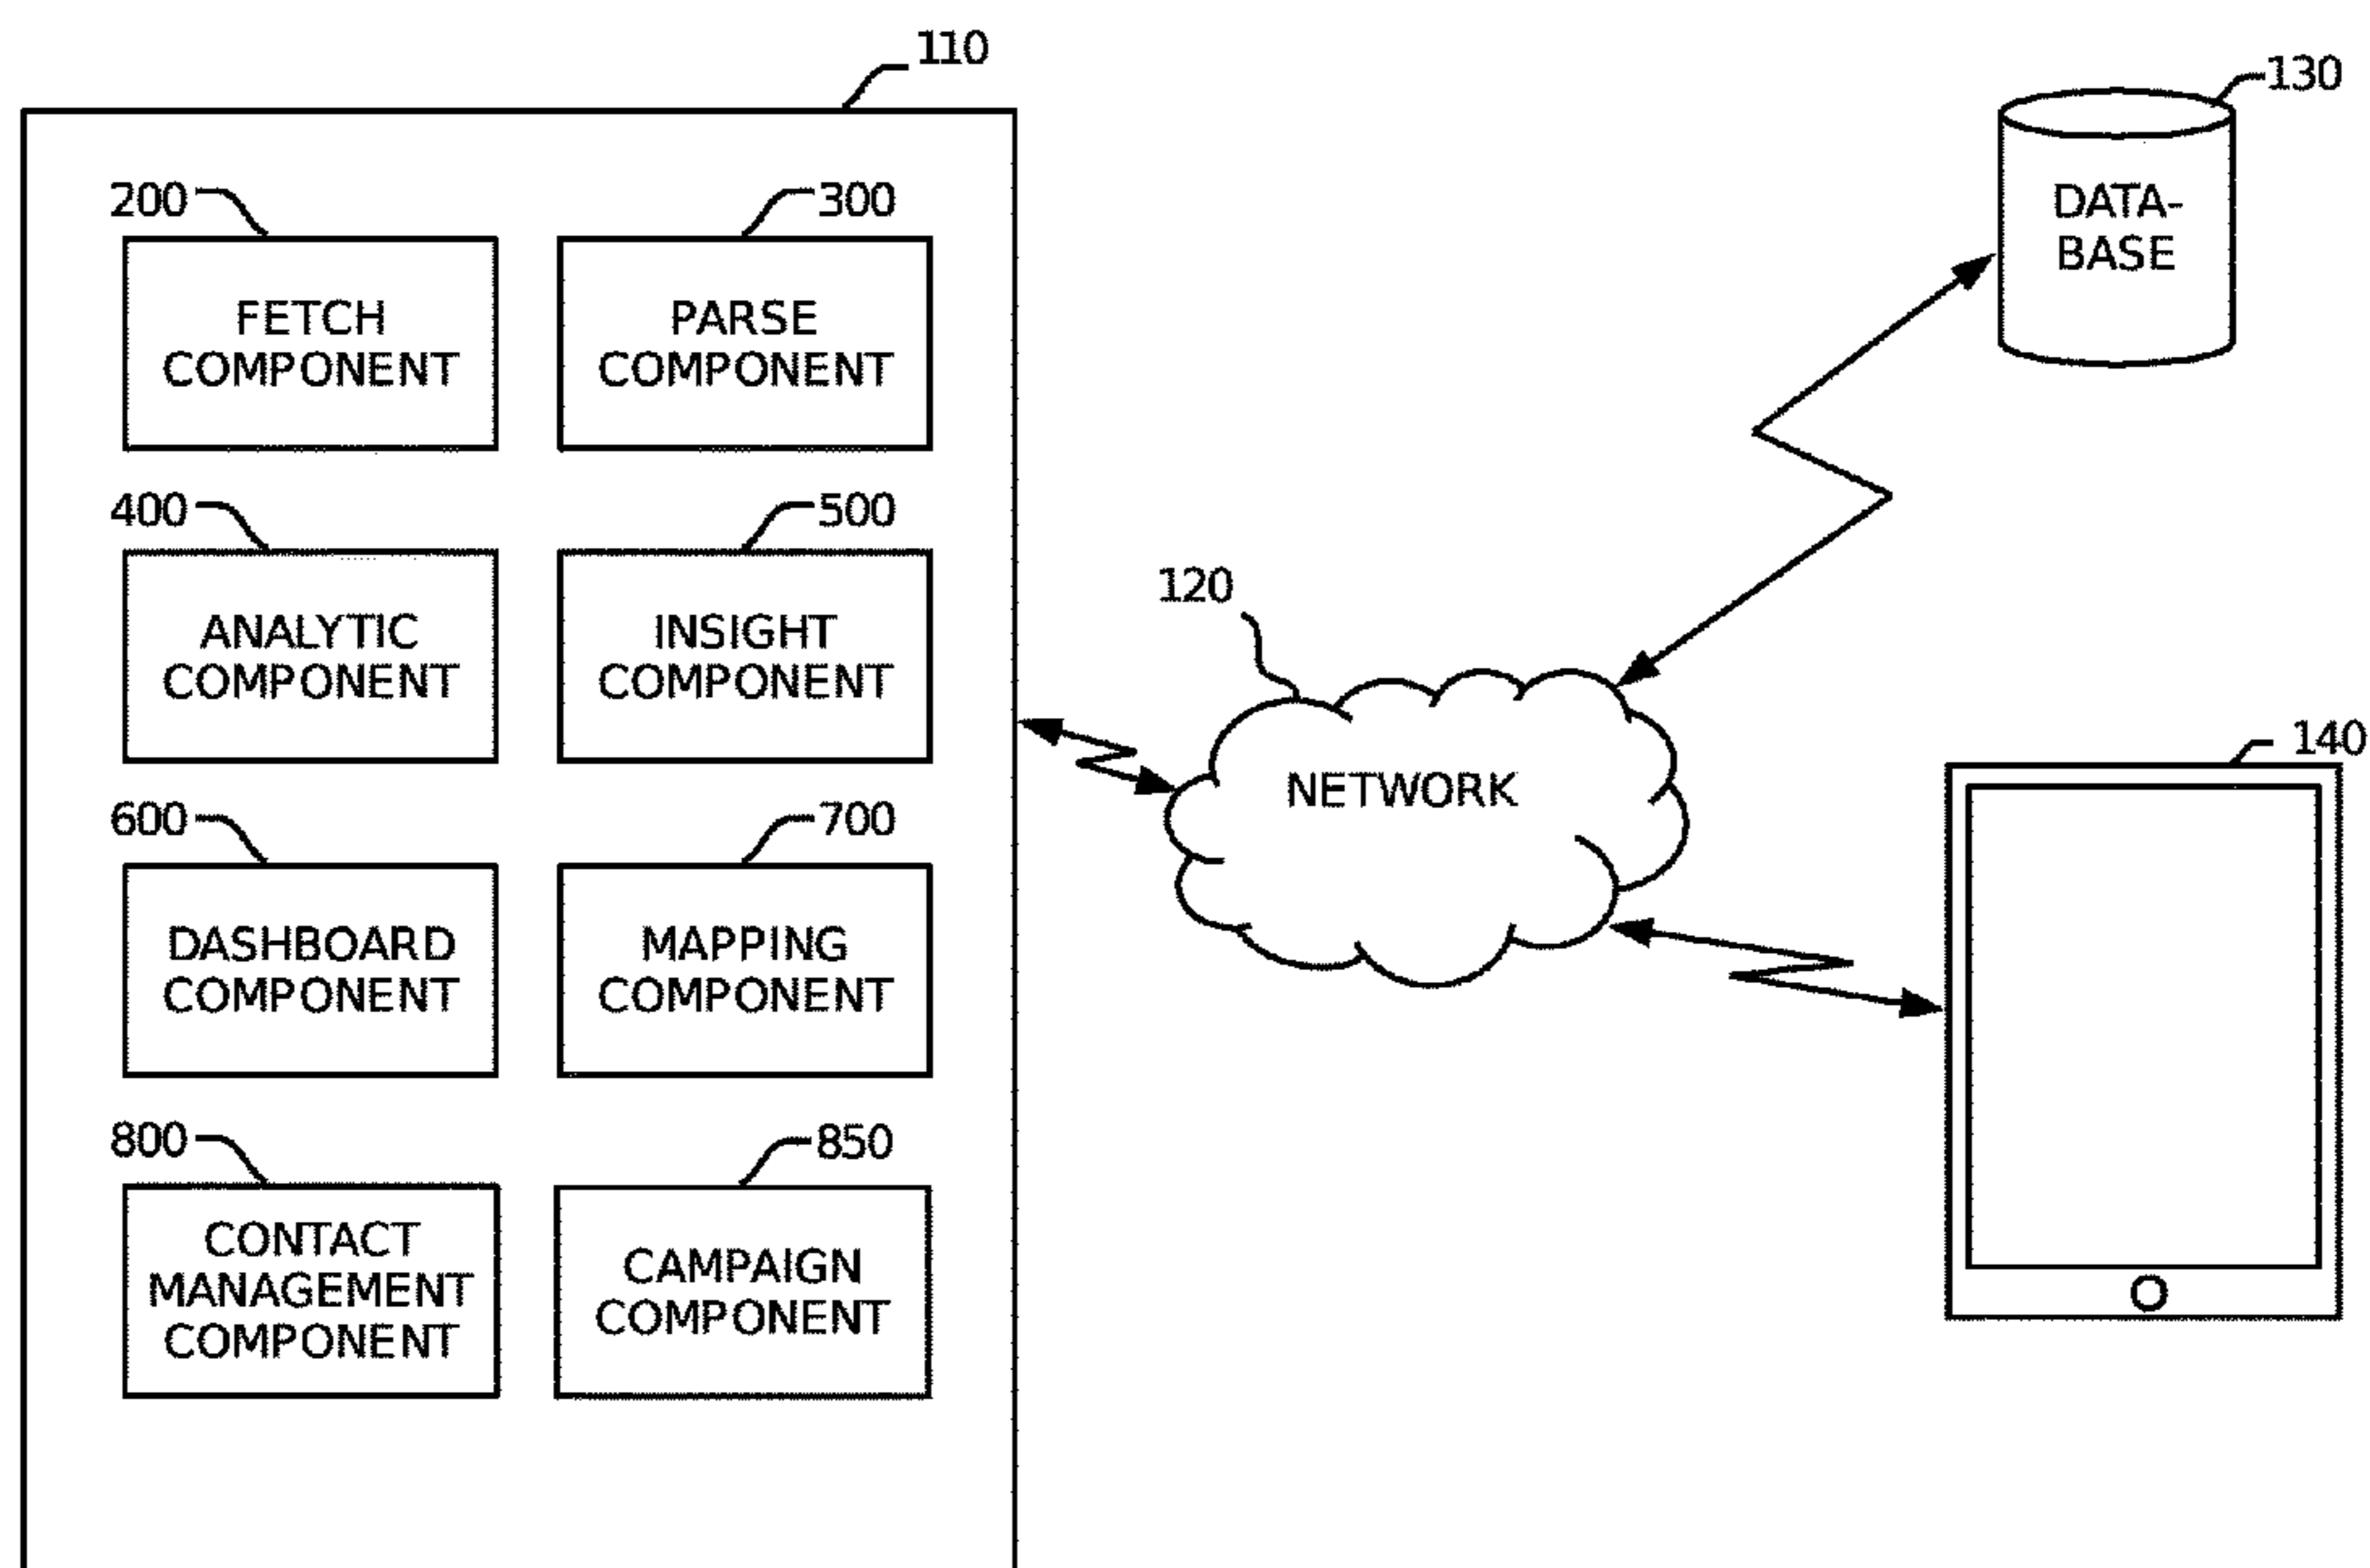 110
130
200
300
DATA-
BASE
FETCH
COMPONENT
PARSE
COMPONENT
400
500
120
ANALYTIC
COMPONENT
INSIGHT
COMPONENT
140
NETWORK
600
700
DASHBOARD
COMPONENT
MAPPING
COMPONENT
800
850
CONTACT
MANAGEMENT
COMPONENT
CAMPAIGN
COMPONENT